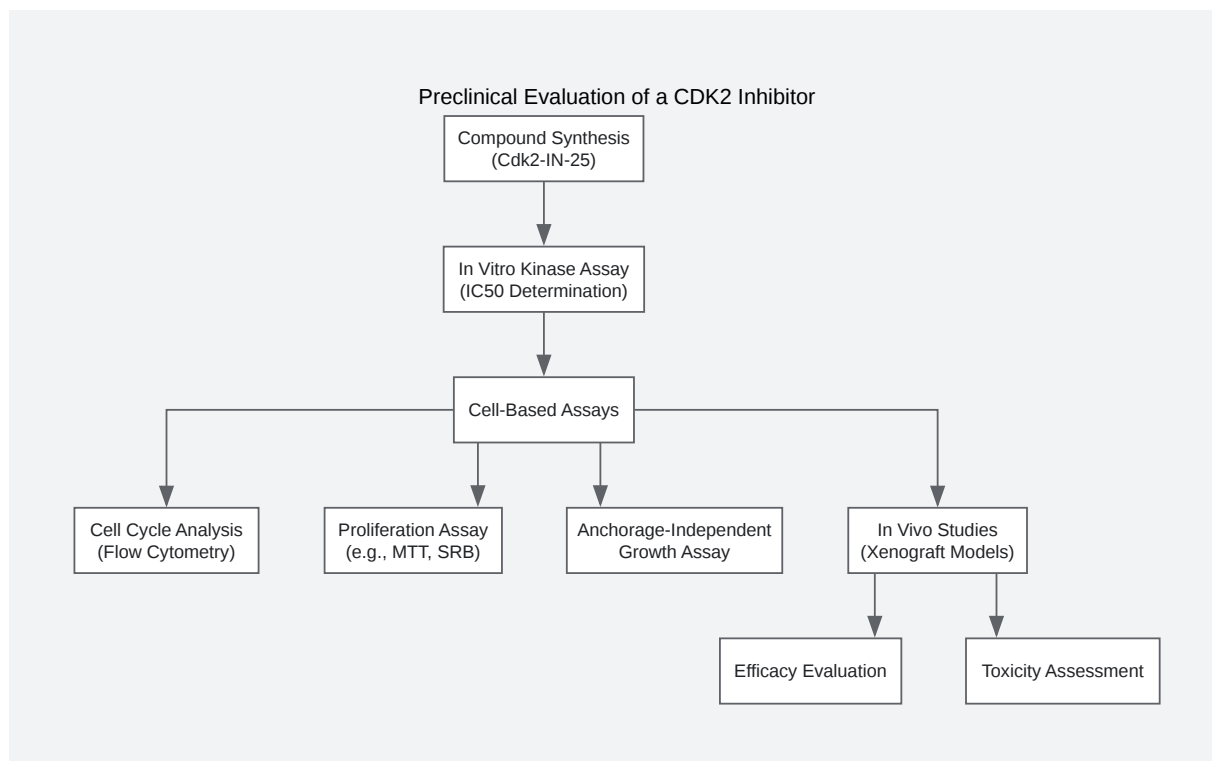 Preclinical Evaluation of a CDK2 Inhibitor
Compound Synthesis
(Cdk2-IN-25)
In Vitro Kinase Assay
(IC50 Determination)
Cell-Based Assays
Cell Cycle Analysis
(Flow Cytometry)
Proliferation Assay
(e.g., MTT, SRB)
Anchorage-Independent
Growth Assay
In Vivo Studies
(Xenograft Models)
Efficacy Evaluation
Toxicity Assessment